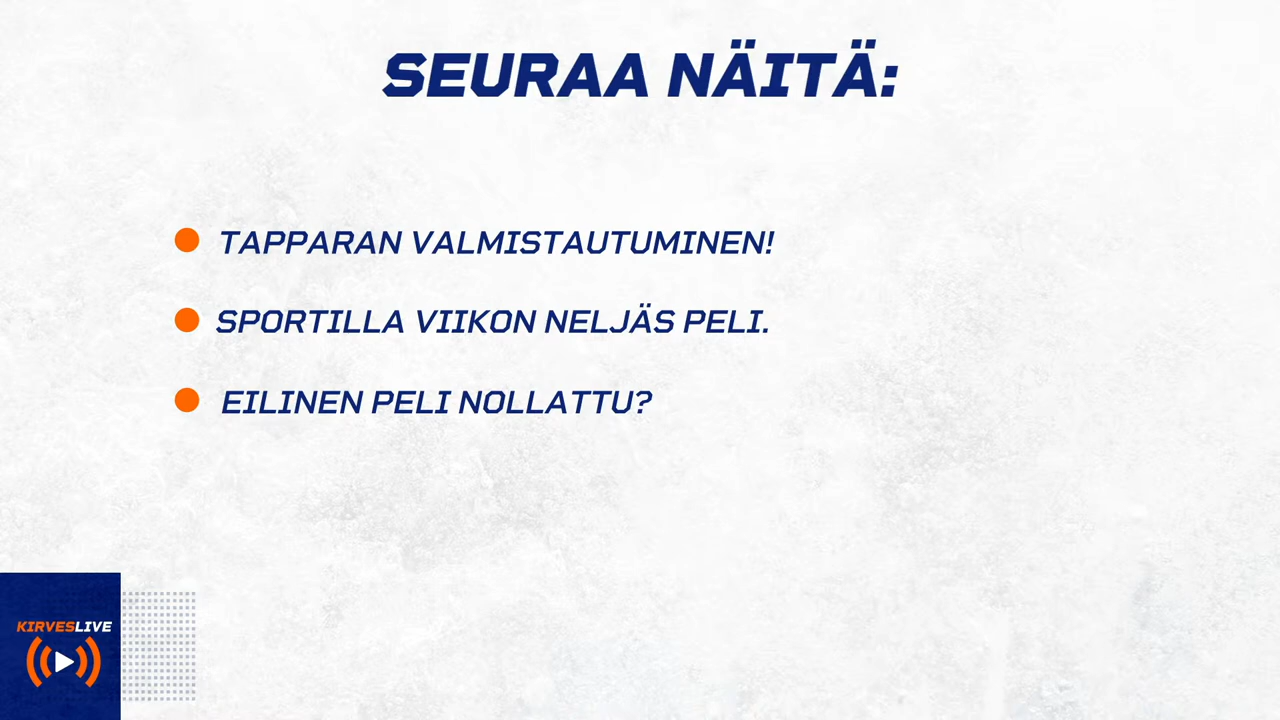 SEURAA NÄITÄ:
TAPPARAN VALMISTAUTUMINEN!
SPORTILLA VIIKON NELJÄS PELI.
EILINEN PELI NOLLATTU?
KIRVESLIVE